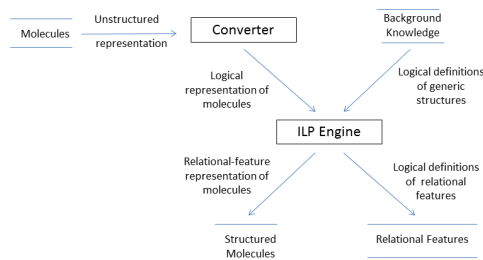 Molecules
Unstructured
representation
Converter
Background
Knowledge
Logical
representation of
molecules
Logical definitions
of generic
structures
ILP Engine
Relational-feature
representation of
molecules
Logical definitions
of relational
features
Structured
Molecules
Relational Features